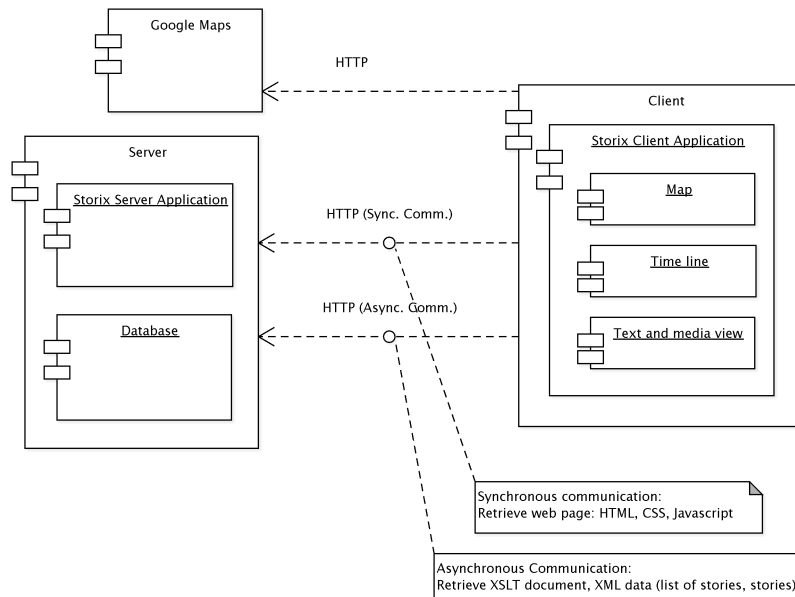 Google Maps
HTTP
Client
Server
Storix Client Application
Storix Server Application
Map
HTTP (Sync. Comm.)
Time line
HTTP (Async. Comm.)
Database
Text and media view
Synchronous communication:
Retrieve web page: HTML, CSS, Javascript
Asynchronous Communication:
Retrieve XSLT document, XML data (list of stories, stories)